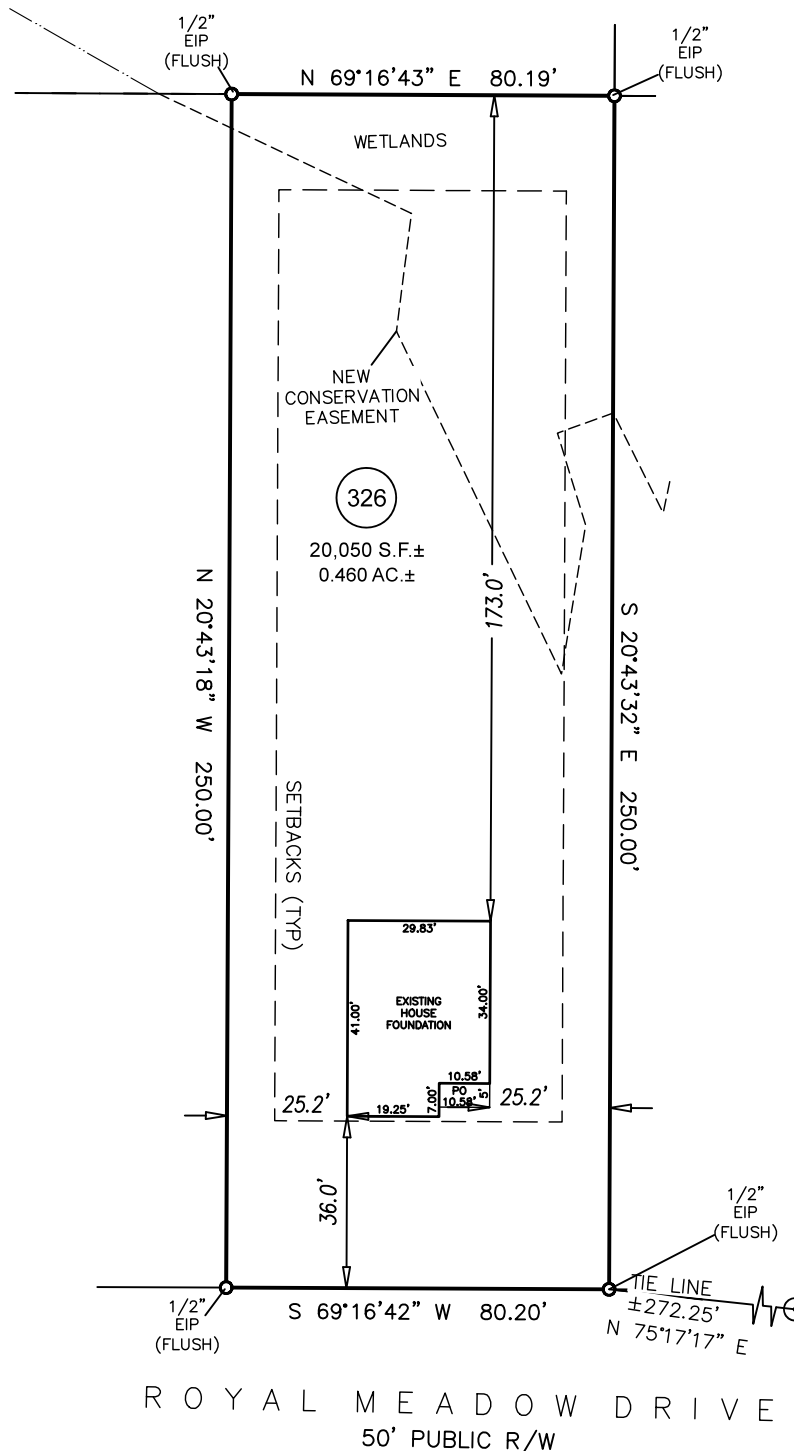 1/2"
EIP
(FLUSH)
1/2"
EIP
(FLUSH)
N 69°16'43" E 80.19'
WETLANDS
NEW
CONSERVATION
EASEMENT
326
20,050 S.F.±
0.460 AC.±
173.0'
N 20°43'18" W 250.00'
S 20°43'32" E 250.00'
SETBACKS (TYP)
29.83'
41.00'
EXISTING
HOUSE
FOUNDATION
34.00'
10.58'
PO
10.58'
5'
7.00'
19.25'
25.2'
25.2'
36.0'
1/2"
EIP
(FLUSH)
1/2"
EIP
(FLUSH)
TIE LINE
±272.25'
N 75°17'17" E
S 69°16'42" W 80.20'
ROYAL MEADOW DRIVE
50' PUBLIC R/W